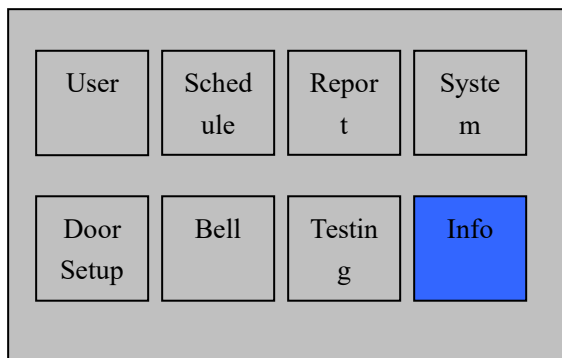 User
Sched
ule
Repor
t
Syste
m
Door
Setup
Bell
Testin
g
Info